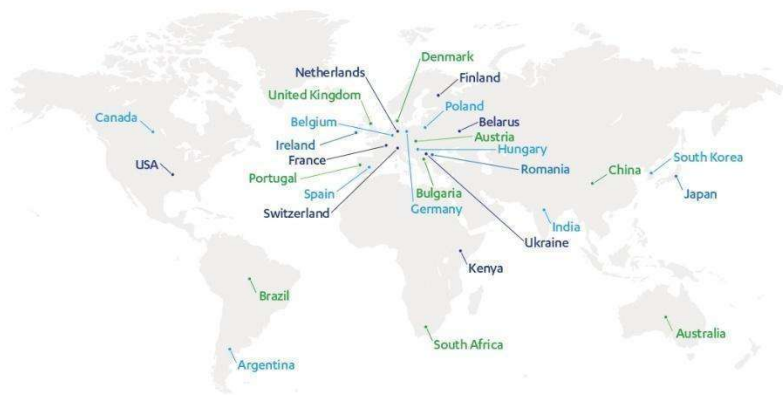 Denmark
Netherlands
Finland
United Kingdom
Canada
Belgium
Poland
Belarus
Ireland
Austria
Hungary
France
South Korea
USA
Portugal
Romania
China
Spain
Bulgaria
Japan
Switzerland
Germany
India
Ukraine
Kenya
Brazil
Australia
South Africa
Argentina